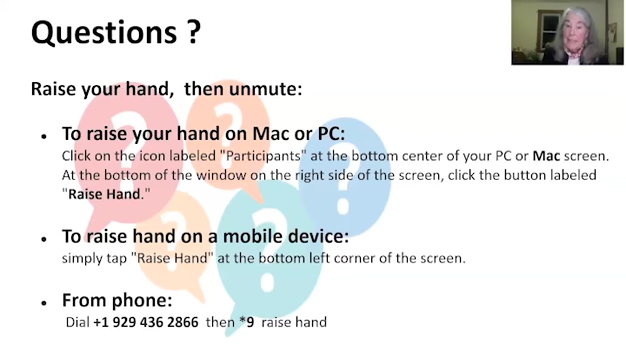 Questions ?
Raise your hand, then unmute:
• To raise your hand on Mac or PC:
Click on the icon labeled "Participants" at the bottom center of your PC or Mac screen.
At the bottom of the window on the right side of the screen, click the button labeled
"Raise Hand."
• To raise hand on a mobile device:
simply tap "Raise Hand" at the bottom left corner of the screen.
• From phone:
Dial +1 929 436 2866 then *9 raise hand